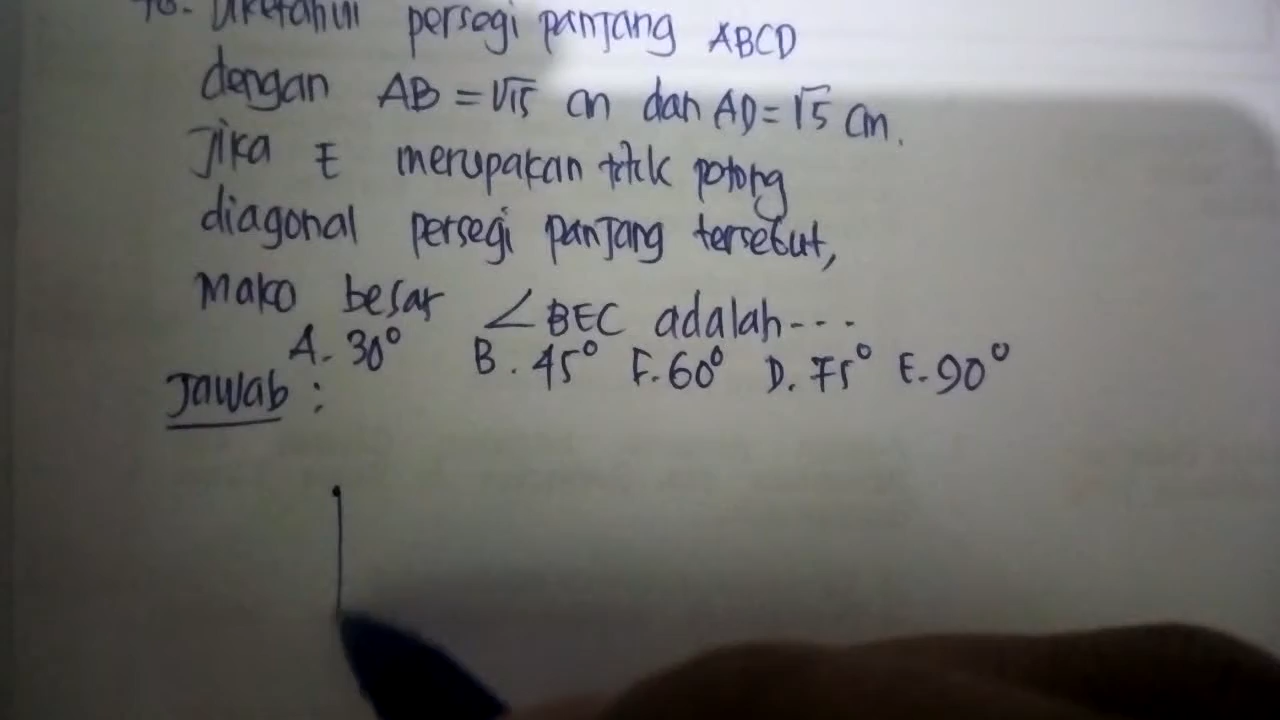 persegi panjang ABCD
dengan AB = √15 cm dan AD = √5 cm.
Jika E merupakan titik potong
diagonal persegi panjang tersebut,
maka besar ∠BEC adalah ...
A. 30° B. 45° C. 60° D. 75° E. 90°
Jawab :